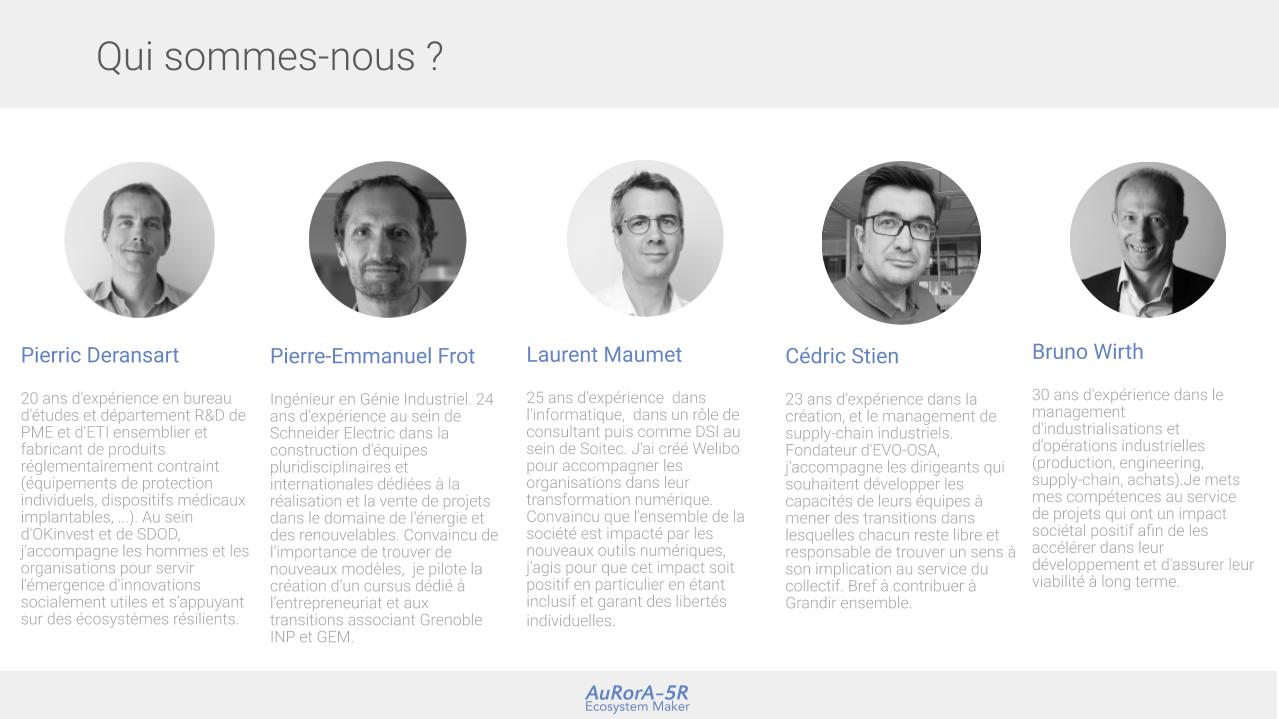 Qui sommes-nous ?
Pierric Deransart
20 ans d'expérience en bureau
d'études et département R&D de
PME et d'ETI ensemblier et
fabricant de produits
réglementairement contraint
(équipements de protection
individuels, dispositifs médicaux
implantables, ...). Au sein
d'OKinvest et de SDOD,
j'accompagne les hommes et les
organisations pour servir
l'émergence d'innovations
socialement utiles et s'appuyant
sur des écosystèmes résilients.
Pierre-Emmanuel Frot
Ingénieur en Génie Industriel. 24
ans d'expérience au sein de
Schneider Electric dans la
construction d'équipes
pluridisciplinaires et
internationales dédiées à la
réalisation et la vente de projets
dans le domaine de l'énergie et
des renouvelables. Convaincu de
l'importance de trouver de
nouveaux modèles,  je pilote la
création d'un cursus dédié à
l'entrepreneuriat et aux
transitions associant Grenoble
INP et GEM.
Laurent Maumet
25 ans d'expérience  dans
l'informatique,  dans un rôle de
consultant puis comme DSI au
sein de Soitec. J'ai créé Welibo
pour accompagner les
organisations dans leur
transformation numérique.
Convaincu que l'ensemble de la
société est impacté par les
nouveaux outils numériques,
j'agis pour que cet impact soit
positif en particulier en étant
inclusif et garant des libertés
individuelles.
Cédric Stien
23 ans d'expérience dans la
création, et le management de
supply-chain industriels.
Fondateur d'EVO-OSA,
j'accompagne les dirigeants qui
souhaitent développer les
capacités de leurs équipes à
mener des transitions dans
lesquelles chacun reste libre et
responsable de trouver un sens à
son implication au service du
collectif. Bref à contribuer à
Grandir ensemble.
Bruno Wirth
30 ans d'expérience dans le
management
d'industrialisations et
d'opérations industrielles
(production, engineering,
supply-chain, achats).Je mets
mes compétences au service
de projets qui ont un impact
sociétal positif afin de les
accélérer dans leur
développement et d'assurer leur
viabilité à long terme.
AuRorA-5R
Ecosystem Maker